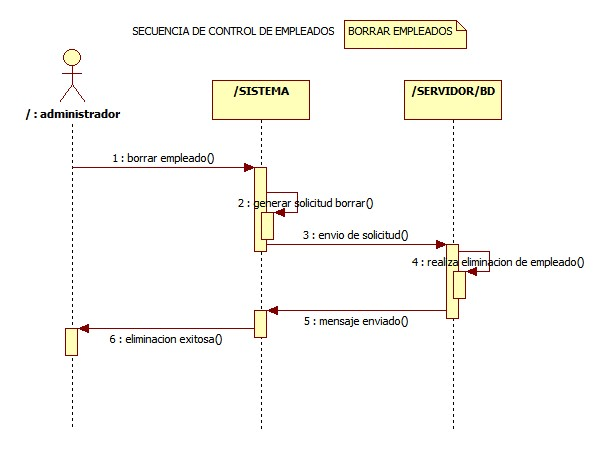 SECUENCIA DE CONTROL DE EMPLEADOS
BORRAR EMPLEADOS
/ : administrador
/SISTEMA
/SERVIDOR/BD
1 : borrar empleado()
2 : generar solicitud borrar()
3 : envio de solicitud()
4 : realiza eliminacion de empleado()
5 : mensaje enviado()
6 : eliminacion exitosa()